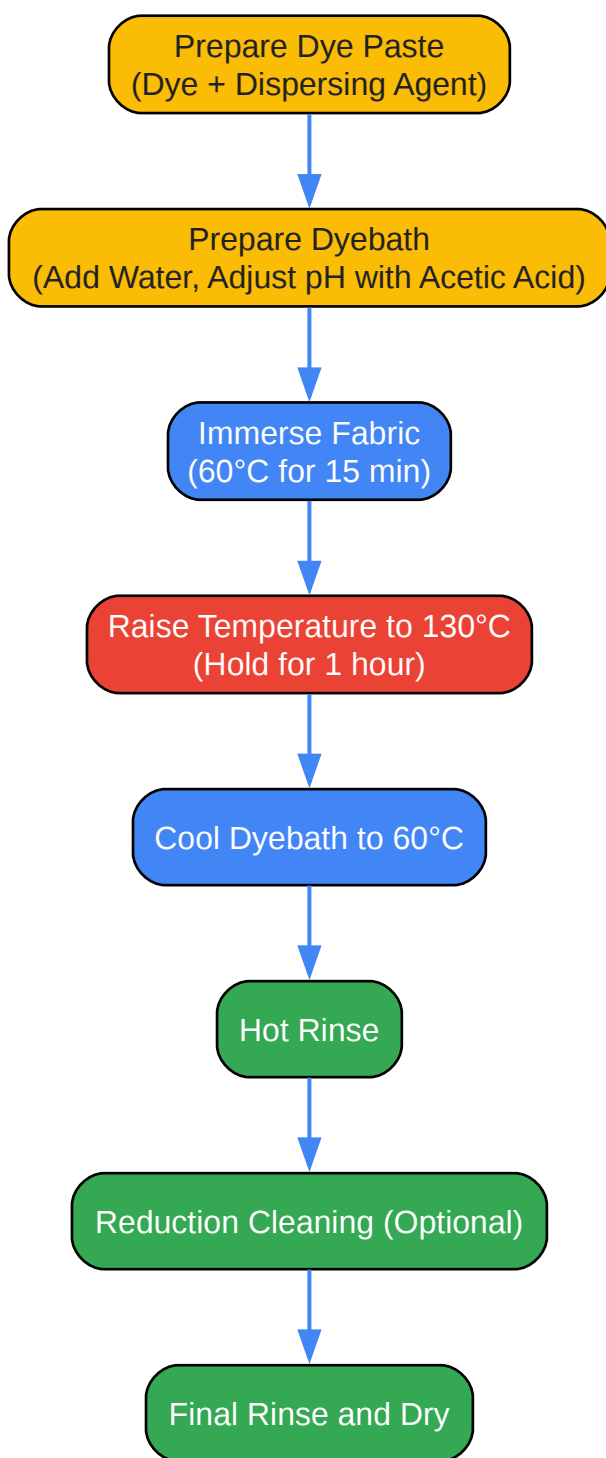 Prepare Dye Paste
(Dye + Dispersing Agent)
Prepare Dyebath
(Add Water, Adjust pH with Acetic Acid)
Immerse Fabric
(60°C for 15 min)
Raise Temperature to 130°C
(Hold for 1 hour)
Cool Dyebath to 60°C
Hot Rinse
Reduction Cleaning (Optional)
Final Rinse and Dry